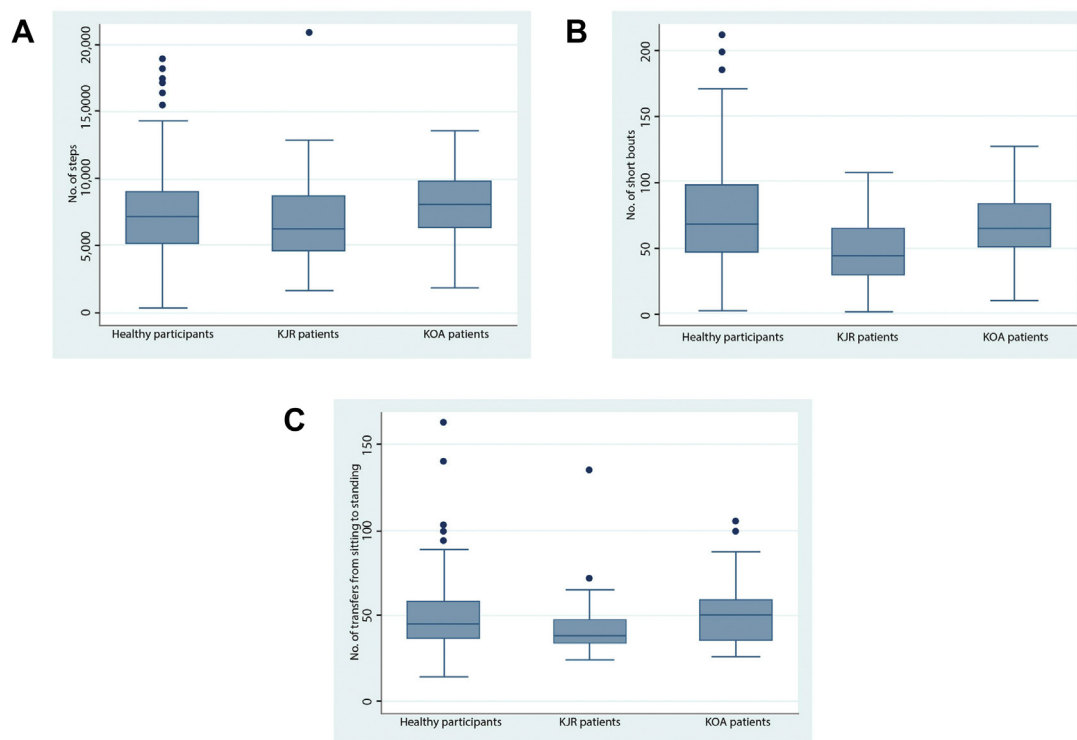 A
No. of steps
20,000
15,0000
10,000
5,000
0
Healthy participants KJR patients KOA patients
B
No. of short bouts
200
150
100
50
0
Healthy participants KJR patients KOA patients
C
No. of transfers from sitting to standing
150
100
50
0
Healthy participants KJR patients KOA patients